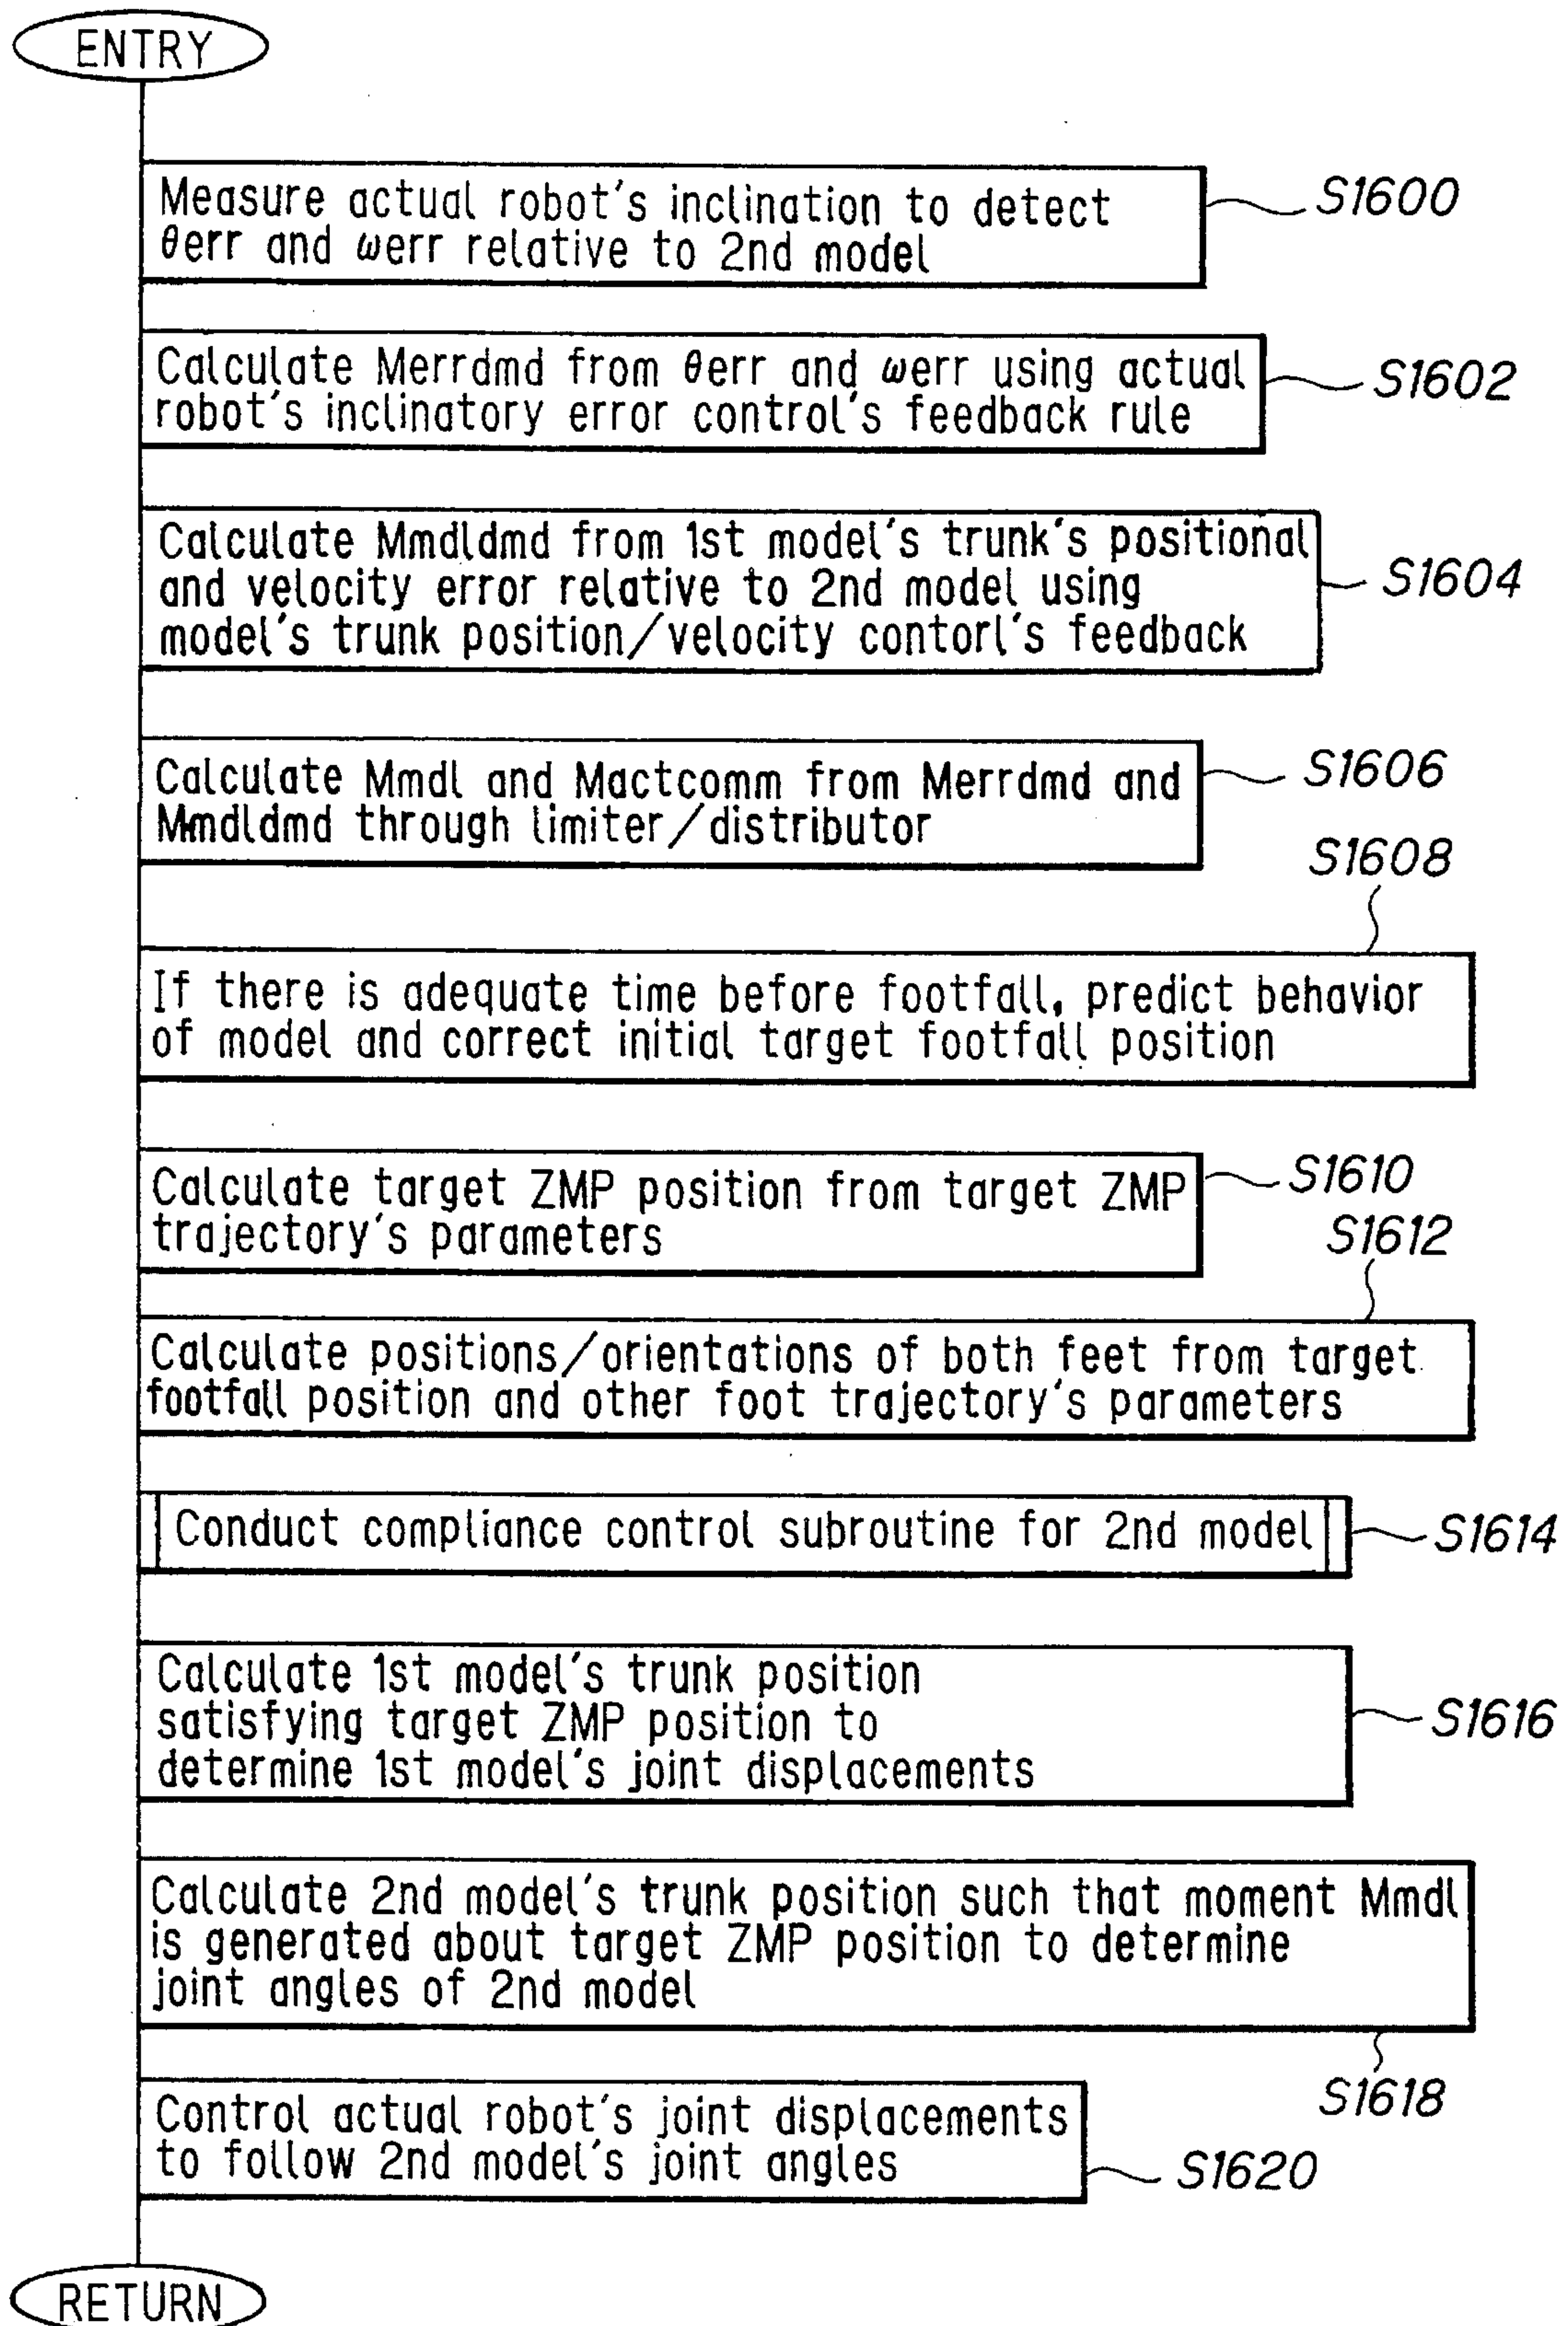 ENTRY
Measure actual robot's inclination to detect
θerr and ωerr relative to 2nd model
S1600
Calculate Merrdmd from θerr and ωerr using actual
robot's inclinatory error control's feedback rule
S1602
Calculate Mmdldmd from 1st model's trunk's positional
and velocity error relative to 2nd model using
model's trunk position/velocity contorl's feedback
S1604
Calculate Mmdl and Mactcomm from Merrdmd and
Mmdldmd through limiter/distributor
S1606
S1608
If there is adequate time before footfall, predict behavior
of model and correct initial target footfall position
Calculate target ZMP position from target ZMP
trajectory's parameters
S1610
S1612
Calculate positions/orientations of both feet from target
footfall position and other foot trajectory's parameters
Conduct compliance control subroutine for 2nd model
S1614
Calculate 1st model's trunk position
satisfying target ZMP position to
determine 1st model's joint displacements
S1616
Calculate 2nd model's trunk position such that moment Mmdl
is generated about target ZMP position to determine
joint angles of 2nd model
S1618
Control actual robot's joint displacements
to follow 2nd model's joint angles
S1620
RETURN